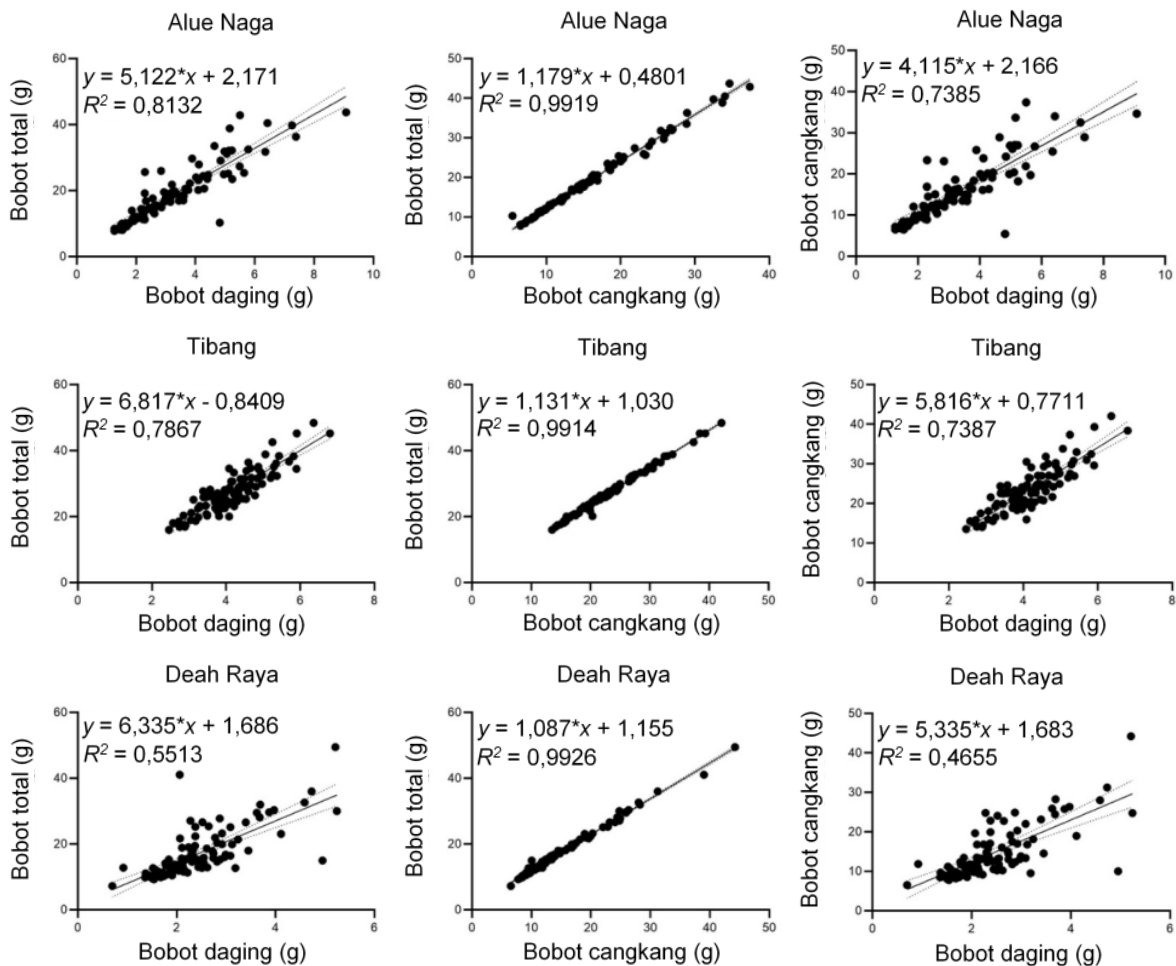 Alue Naga
y = 5,122*x + 2,171
R² = 0,8132
Bobot total (g)
60
40
20
0
0 2 4 6 8 10
Bobot daging (g)
Alue Naga
y = 1,179*x + 0,4801
R² = 0,9919
Bobot total (g)
50
40
30
20
10
0
0 10 20 30 40
Bobot cangkang (g)
Alue Naga
y = 4,115*x + 2,166
R² = 0,7385
Bobot cangkang (g)
50
40
30
20
10
0
0 2 4 6 8 10
Bobot daging (g)
Tibang
y = 6,817*x - 0,8409
R² = 0,7867
Bobot total (g)
60
40
20
0
0 2 4 6 8
Bobot daging (g)
Tibang
y = 1,131*x + 1,030
R² = 0,9914
Bobot total (g)
60
40
20
0
0 10 20 30 40 50
Bobot cangkang (g)
Tibang
y = 5,816*x + 0,7711
R² = 0,7387
Bobot cangkang (g)
50
40
30
20
10
0
0 2 4 6 8
Bobot daging (g)
Deah Raya
y = 6,335*x + 1,686
R² = 0,5513
Bobot total (g)
60
40
20
0
0 2 4 6
Bobot daging (g)
Deah Raya
y = 1,087*x + 1,155
R² = 0,9926
Bobot total (g)
60
40
20
0
0 10 20 30 40 50
Bobot cangkang (g)
Deah Raya
y = 5,335*x + 1,683
R² = 0,4655
Bobot cangkang (g)
50
40
30
20
10
0
0 2 4 6
Bobot daging (g)